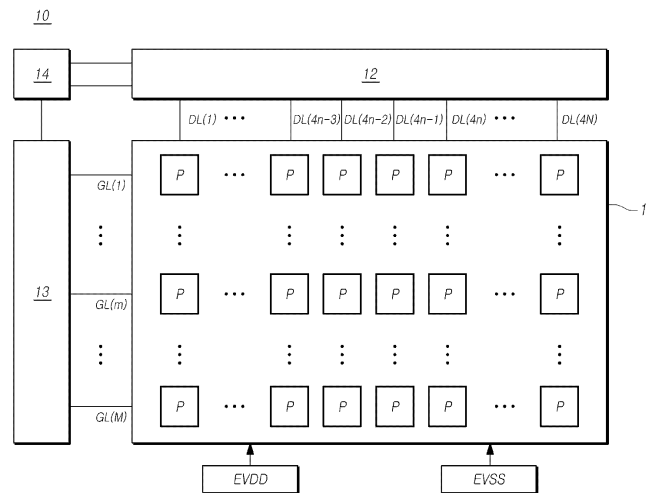 10
14
12
DL(1) ••• DL(4n-3) DL(4n-2) DL(4n-1) DL(4n) ••• DL(4N)
GL(1) P ••• P P P P ••• P
1
13
GL(m) P ••• P P P P ••• P
GL(M) P ••• P P P P ••• P
EVDD EVSS